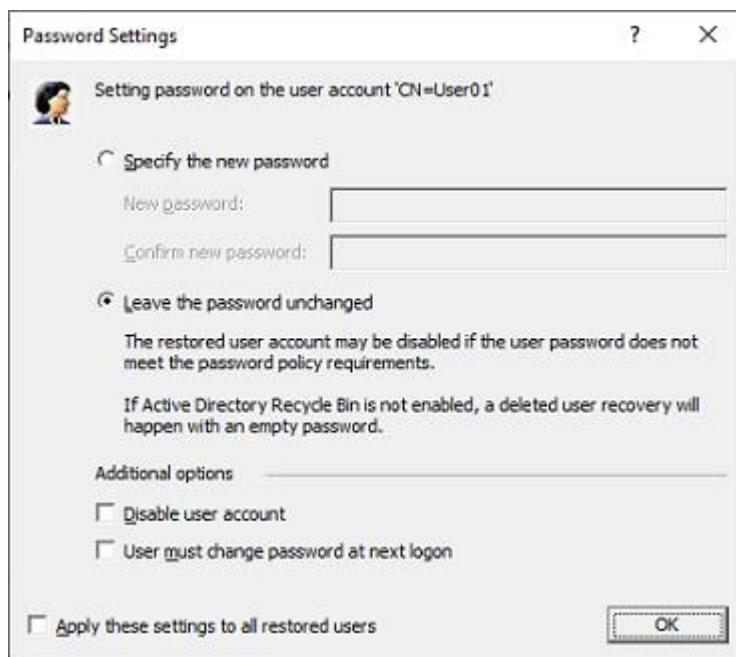 Password Settings
?
Setting password on the user account 'CN=User01'
Specify the new password
New password:
Confirm new password:
Leave the password unchanged
The restored user account may be disabled if the user password does not
meet the password policy requirements.
If Active Directory Recycle Bin is not enabled, a deleted user recovery will
happen with an empty password.
Additional options
Disable user account
User must change password at next logon
Apply these settings to all restored users
OK